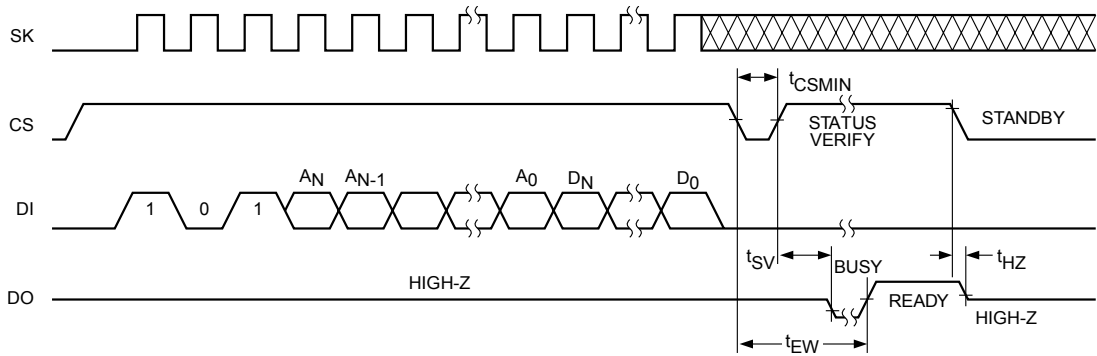 SK
tCSMIN
CS
STATUS
VERIFY
STANDBY
AN
AN-1
A0
DN
D0
DI
1
0
1
tSV
BUSY
tHZ
HIGH-Z
DO
READY
HIGH-Z
tEW